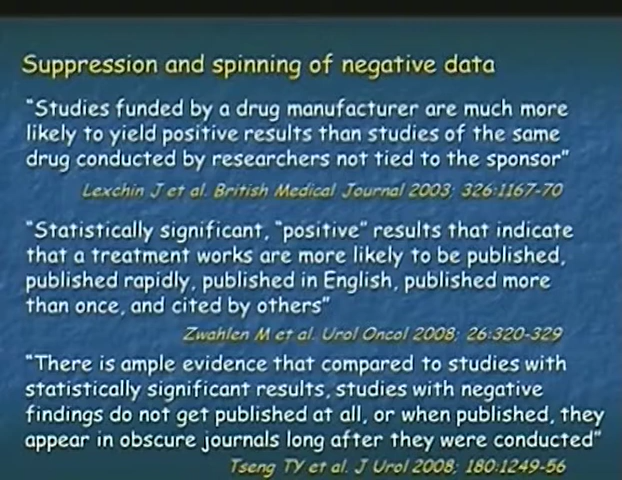 Suppression and spinning of negative data
“Studies funded by a drug manufacturer are much more
likely to yield positive results than studies of the same
drug conducted by researchers not tied to the sponsor”
Lexchin J et al. British Medical Journal 2003; 326:1167-70
“Statistically significant, “positive” results that indicate
that a treatment works are more likely to be published,
published rapidly, published in English, published more
than once, and cited by others”
Zwahlen M et al. Urol Oncol 2008; 26:320-329
“There is ample evidence that compared to studies with
statistically significant results, studies with negative
findings do not get published at all, or when published, they
appear in obscure journals long after they were conducted”
Tseng TY et al. J Urol 2008; 180:1249-56